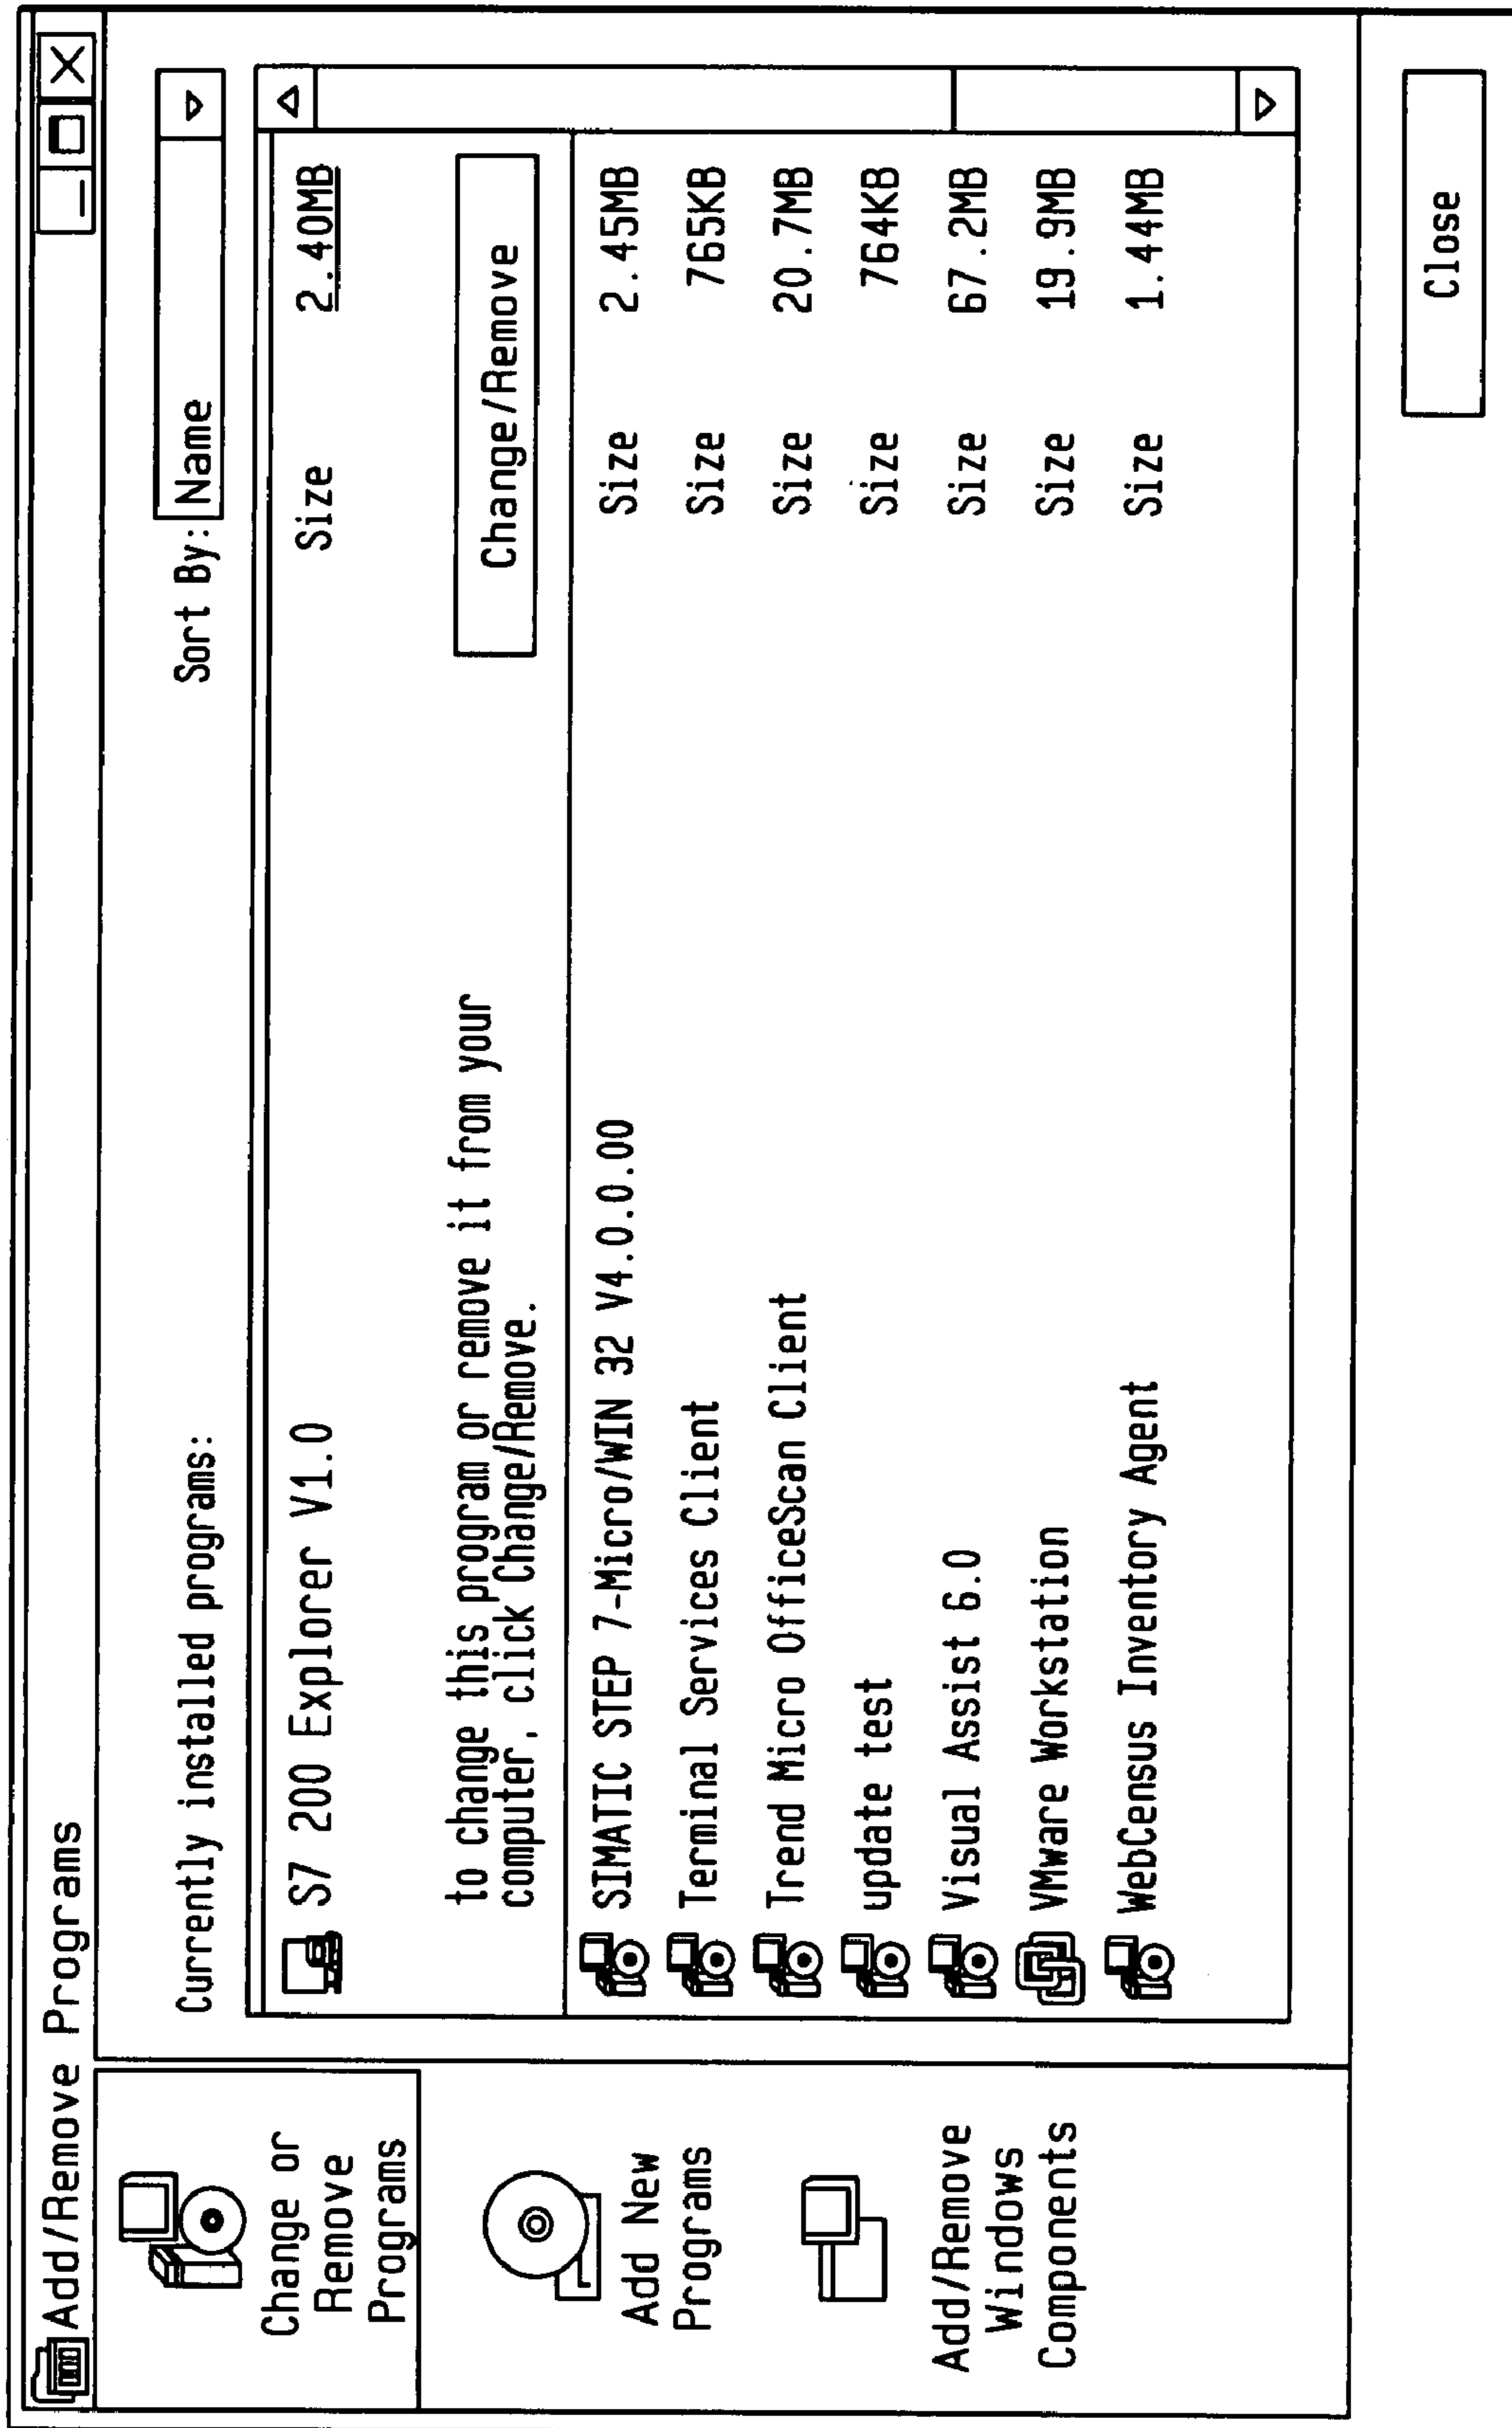 Add/Remove Programs
Change or
Remove
Programs
Add New
Programs
Add/Remove
Windows
Components
Currently installed programs:
Sort By: Name
S7 200 Explorer V1.0 Size 2.40MB
to change this program or remove it from your
computer, click Change/Remove.
Change/Remove
SIMATIC STEP 7-Micro/WIN 32 V4.0.0.00 Size 2.45MB
Terminal Services Client Size 765KB
Trend Micro OfficeScan Client Size 20.7MB
update test Size 764KB
Visual Assist 6.0 Size 67.2MB
VMware Workstation Size 19.9MB
WebCensus Inventory Agent Size 1.44MB
Close